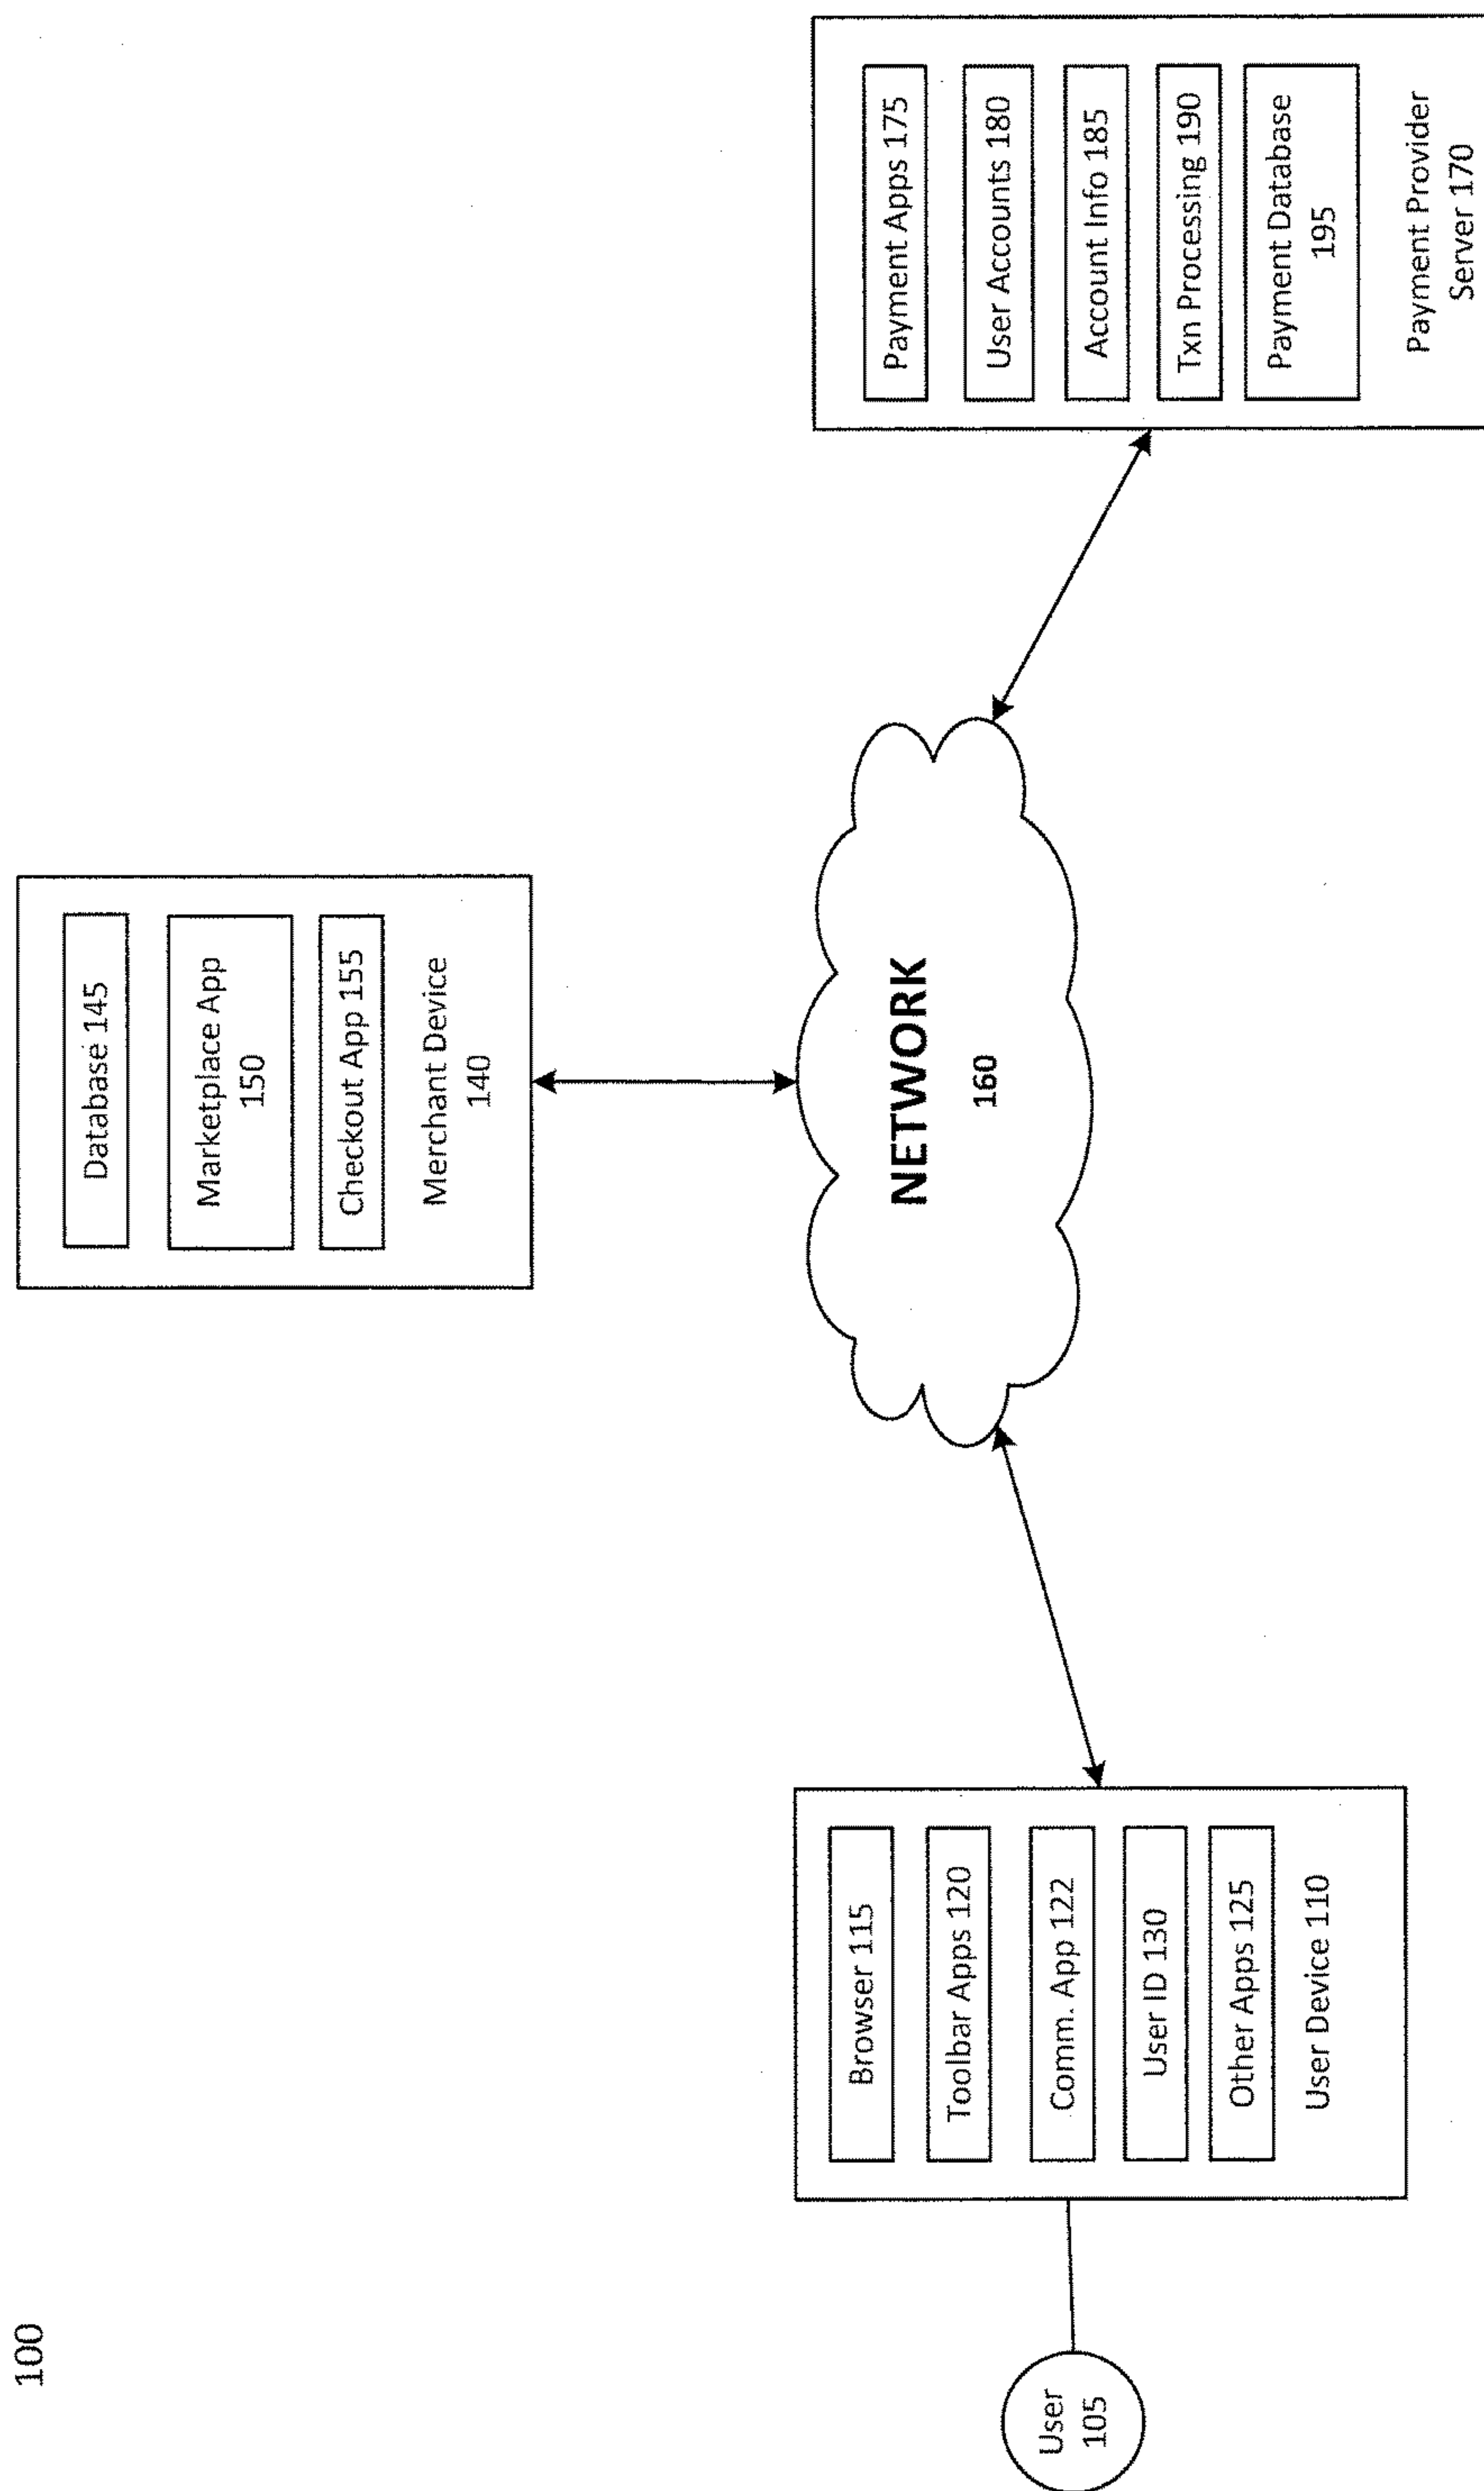 100
Database 145
Marketplace App
150
Checkout App 155
Merchant Device
140
NETWORK
160
User
105
Browser 115
Toolbar Apps 120
Comm. App 122
User ID 130
Other Apps 125
User Device 110
Payment Apps 175
User Accounts 180
Account Info 185
Txn Processing 190
Payment Database
195
Payment Provider
Server 170